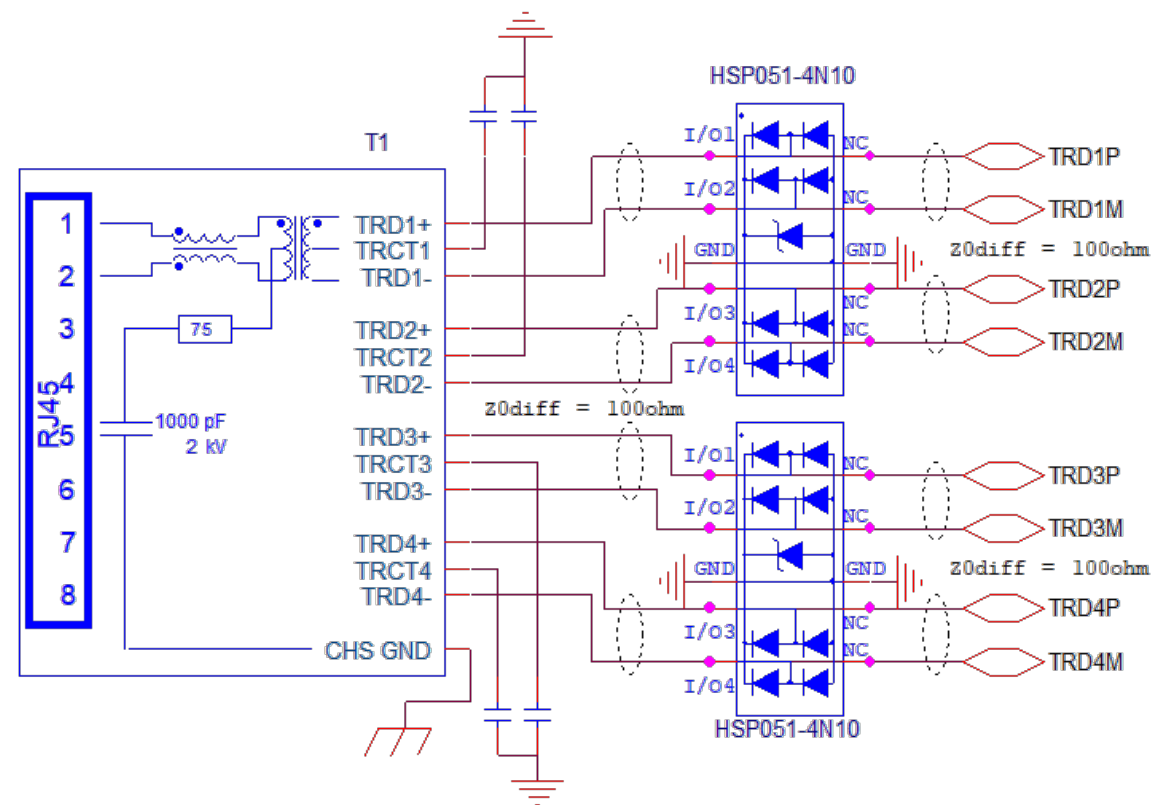 HSP051-4N10
T1
RJ45
1
2
3
4
5
6
7
8
75
1000 pF
2 kV
TRD1+
TRCT1
TRD1-
TRD2+
TRCT2
TRD2-
TRD3+
TRCT3
TRD3-
TRD4+
TRCT4
TRD4-
CHS GND
Z0diff = 100ohm
I/O1
NC
I/O2
NC
GND
GND
I/O3
NC
I/O4
NC
TRD1P
TRD1M
Z0diff = 100ohm
TRD2P
TRD2M
I/O1
NC
I/O2
NC
GND
GND
I/O3
NC
I/O4
NC
HSP051-4N10
TRD3P
TRD3M
Z0diff = 100ohm
TRD4P
TRD4M